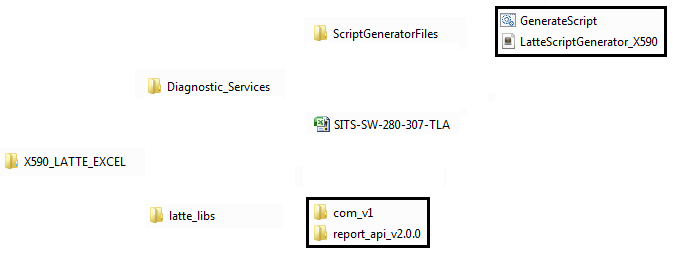 GenerateScript
ScriptGeneratorFiles
LatteScriptGenerator_X590
Diagnostic_Services
SITS-SW-280-307-TLA
X590_LATTE_EXCEL
latte_libs
com_v1
report_api_v2.0.0